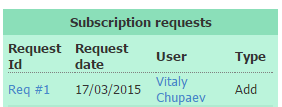 Subscription requests
Request Id Request date User Type
Req #1 17/03/2015 Vitaly Chupaev Add